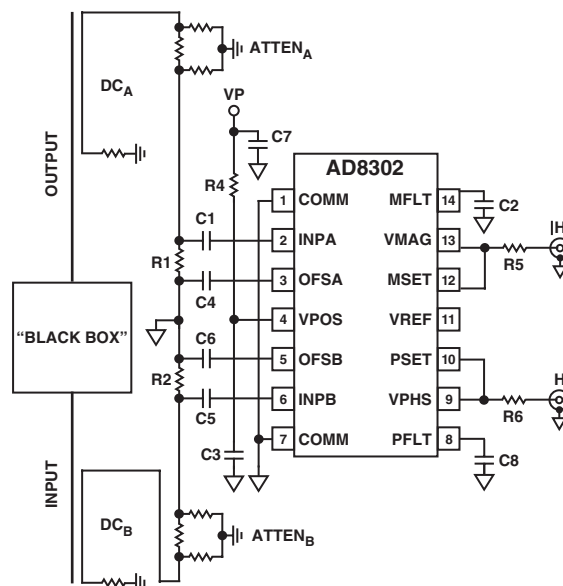 ATTENA
DCA
VP
C7
OUTPUT
R4
AD8302
1 COMM MFLT 14
C2
C1
2 INPA VMAG 13
|H
R1
R5
3 OFSA MSET 12
C4
"BLACK BOX"
4 VPOS VREF 11
C6
5 OFSB PSET 10
R2
H
6 INPB VPHS 9
C5
R6
7 COMM PFLT 8
C3
C8
INPUT
DCB
ATTENB